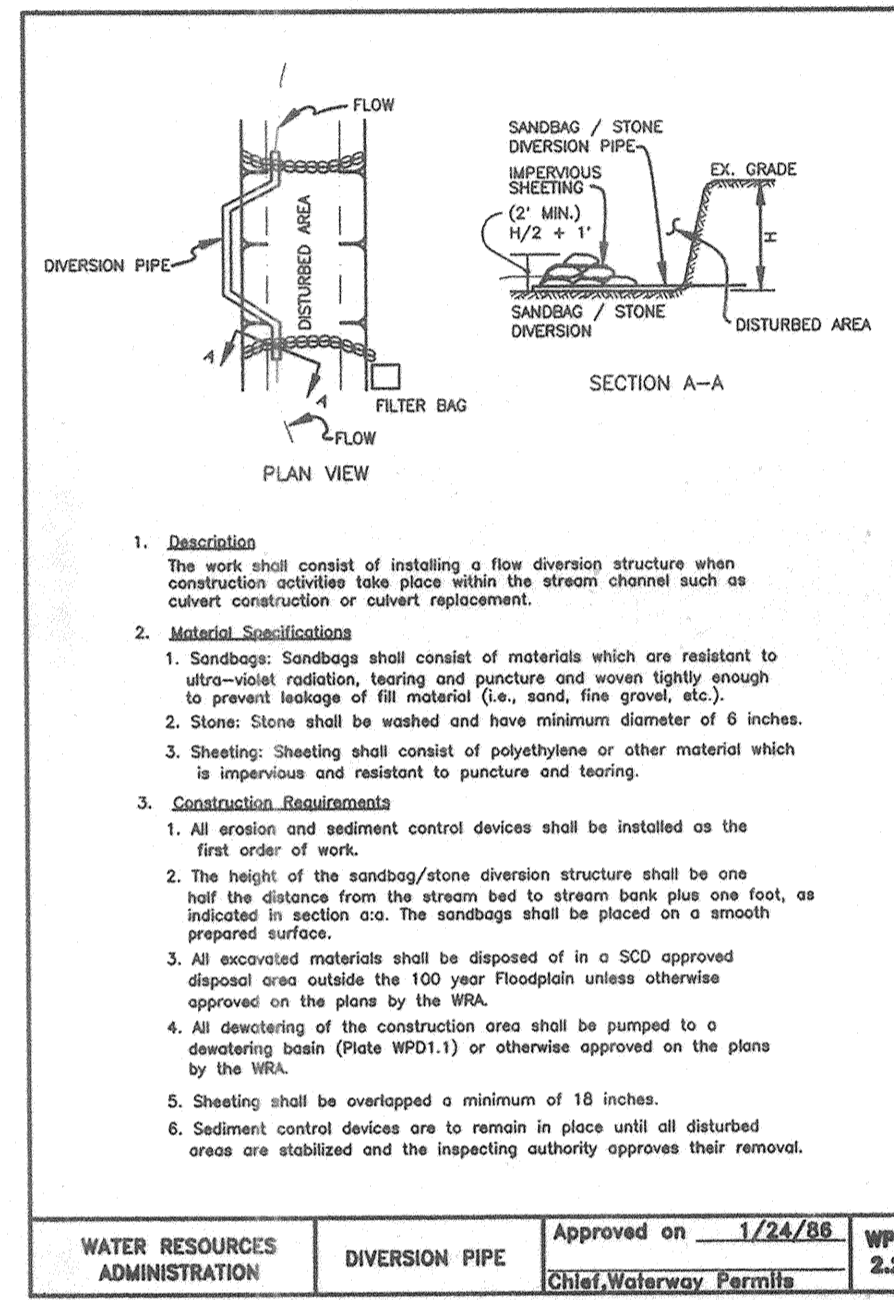 FLOW
DIVERSION PIPE
DISTURBED AREA
A
A
FILTER BAG
FLOW
PLAN VIEW
SANDBAG / STONE
DIVERSION PIPE
IMPERVIOUS
SHEETING
(2' MIN.)
H/2 + 1'
EX. GRADE
H
SANDBAG / STONE
DIVERSION
DISTURBED AREA
SECTION A-A
1. Description
The work shall consist of installing a flow diversion structure when
construction activities take place within the stream channel such as
culvert construction or culvert replacement.
2. Material Specifications
1. Sandbags: Sandbags shall consist of materials which are resistant to
ultra-violet radiation, tearing and puncture and woven tightly enough
to prevent leakage of fill material (i.e., sand, fine gravel, etc.).
2. Stone: Stone shall be washed and have minimum diameter of 6 inches.
3. Sheeting: Sheeting shall consist of polyethylene or other material which
is impervious and resistant to puncture and tearing.
3. Construction Requirements
1. All erosion and sediment control devices shall be installed as the
first order of work.
2. The height of the sandbag/stone diversion structure shall be one
half the distance from the stream bed to stream bank plus one foot, as
indicated in section a:a. The sandbags shall be placed on a smooth
prepared surface.
3. All excavated materials shall be disposed of in a SCD approved
disposal area outside the 100 year Floodplain unless otherwise
approved on the plans by the WRA.
4. All dewatering of the construction area shall be pumped to a
dewatering basin (Plate WPD1.1) or otherwise approved on the plans
by the WRA.
5. Sheeting shall be overlapped a minimum of 18 inches.
6. Sediment control devices are to remain in place until all disturbed
areas are stabilized and the inspecting authority approves their removal.
WATER RESOURCES
ADMINISTRATION
DIVERSION PIPE
Approved on 1/24/86
Chief,Waterway Permits
WP
2.